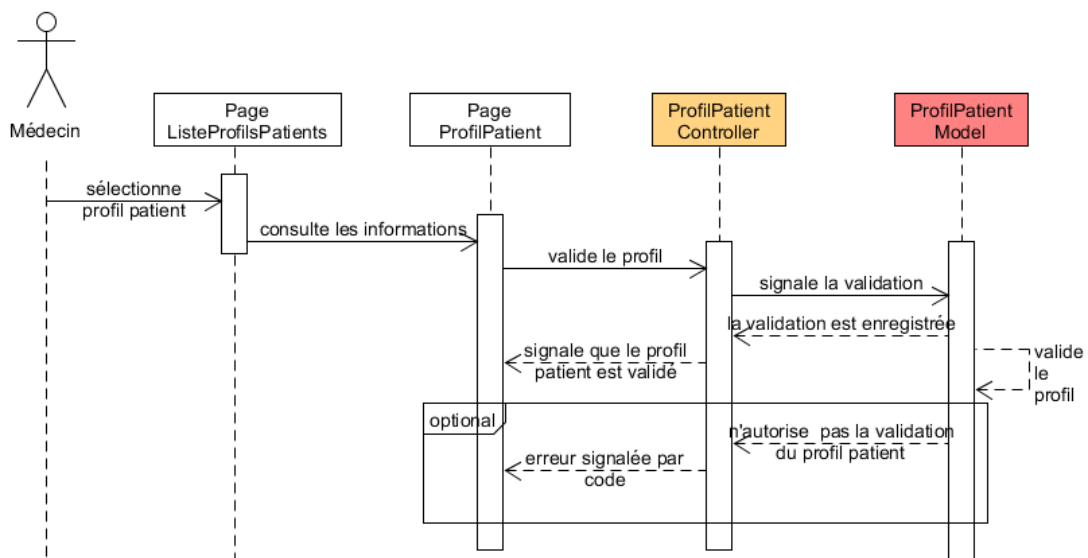 Médecin
Page
ListeProfilsPatients
Page
ProfilPatient
ProfilPatient
Controller
ProfilPatient
Model
sélectionne
profil patient
consulte les informations
valide le profil
signale la validation
la validation est enregistrée
signale que le profil
patient est validé
valide
le
profil
optional
n'autorise  pas la validation
du profil patient
erreur signalée par
code